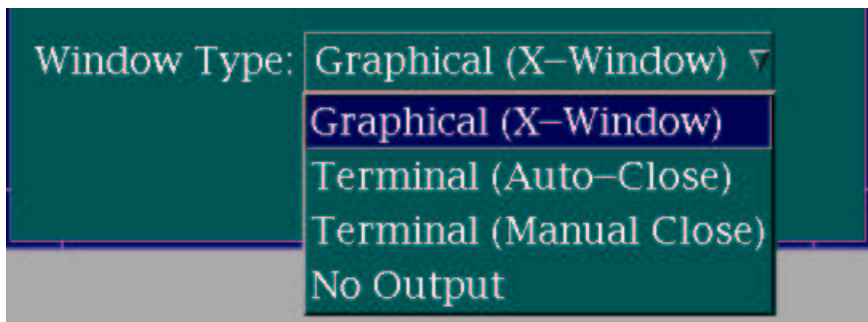 Window Type: Graphical (X–Window)
Graphical (X–Window)
Terminal (Auto–Close)
Terminal (Manual Close)
No Output